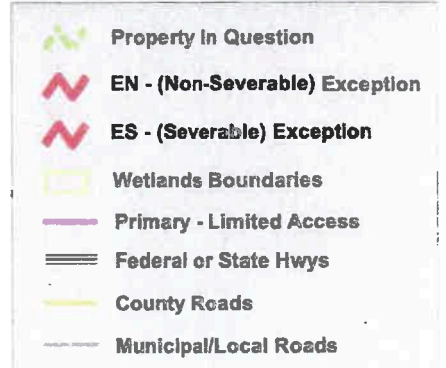 Property In Question
EN - (Non-Severable) Exception
ES - (Severable) Exception
Wetlands Boundaries
Primary - Limited Access
Federal or State Hwys
County Roads
Municipal/Local Roads